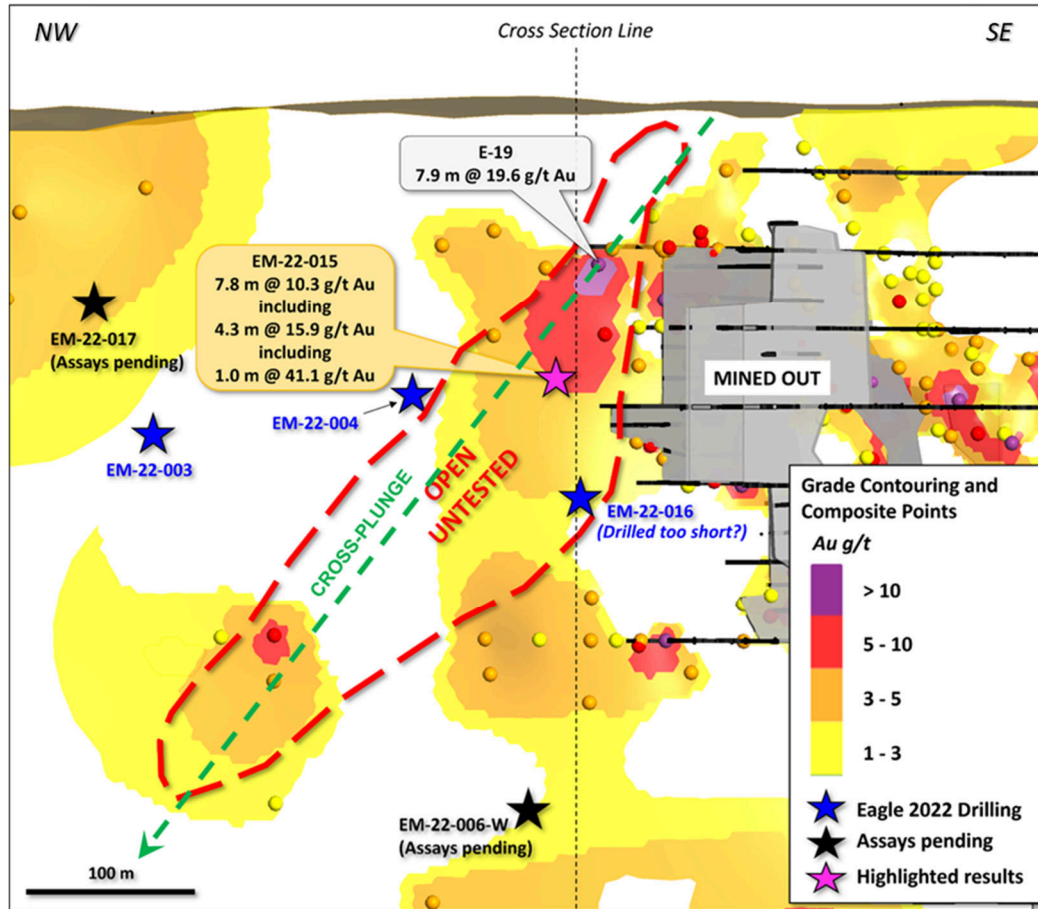 NW
Cross Section Line
SE
E-19
7.9 m @ 19.6 g/t Au
EM-22-015
7.8 m @ 10.3 g/t Au
including
4.3 m @ 15.9 g/t Au
including
1.0 m @ 41.1 g/t Au
EM-22-017
(Assays pending)
MINED OUT
EM-22-004
EM-22-003
OPEN
UNTESTED
CROSS-PLUNGE
EM-22-016
(Drilled too short?)
EM-22-006-W
(Assays pending)
100 m
Grade Contouring and
Composite Points
Au g/t
> 10
5 - 10
3 - 5
1 - 3
Eagle 2022 Drilling
Assays pending
Highlighted results